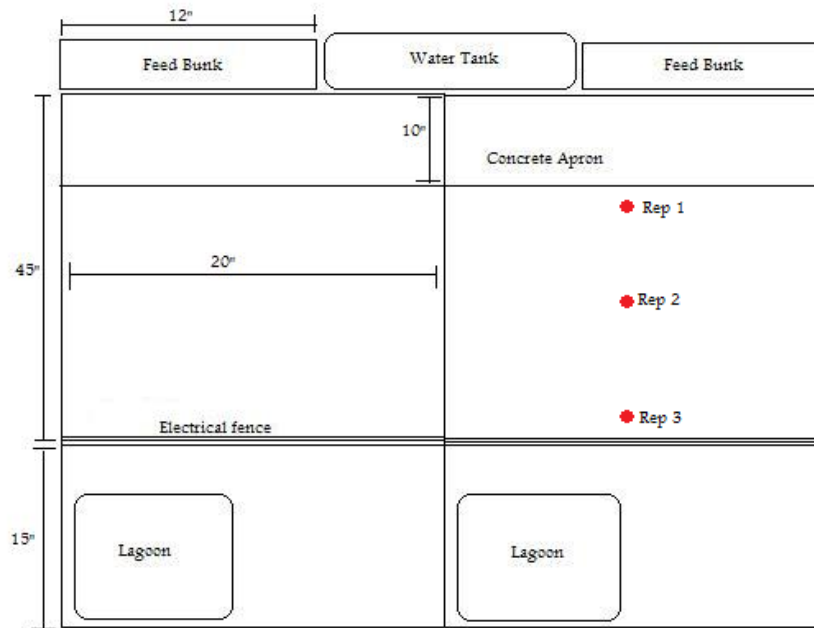 12"
Feed Bunk
Water Tank
Feed Bunk
10"
Concrete Apron
Rep 1
45"
20"
Rep 2
Rep 3
Electrical fence
15"
Lagoon
Lagoon